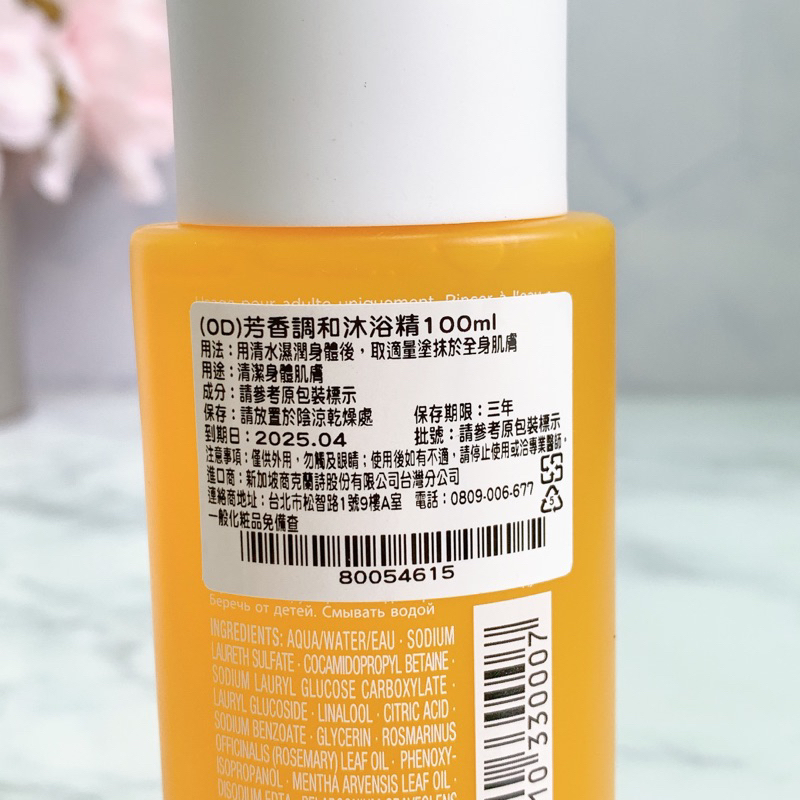 (OD)芳香調和沐浴精100ml
用法：用清水濕潤身體後，取適量塗抹於全身肌膚
用途：清潔身體肌膚
成分：請參考原包裝標示
保存：請放置於陰涼乾燥處 保存期限：三年
到期日：2025.04 批號：請參考原包裝標示
注意事項：僅供外用，勿觸及眼睛；使用後如有不適，請停止使用或洽專業醫師。
進口商：新加坡商克蘭詩股份有限公司台灣分公司
連絡商地址：台北市松智路1號9樓A室 電話：0809-006-677
一般化粧品免備查
5
80054615
Беречь от детей. Смывать водой
INGREDIENTS: AQUA/WATER/EAU · SODIUM
LAURETH SULFATE · COCAMIDOPROPYL BETAINE ·
SODIUM LAURYL GLUCOSE CARBOXYLATE ·
LAURYL GLUCOSIDE · LINALOOL · CITRIC ACID ·
SODIUM BENZOATE · GLYCERIN · ROSMARINUS
OFFICINALIS (ROSEMARY) LEAF OIL · PHENOXY-
ISOPROPANOL · MENTHA ARVENSIS LEAF OIL ·
DISODIUM EDTA ·
10 330007